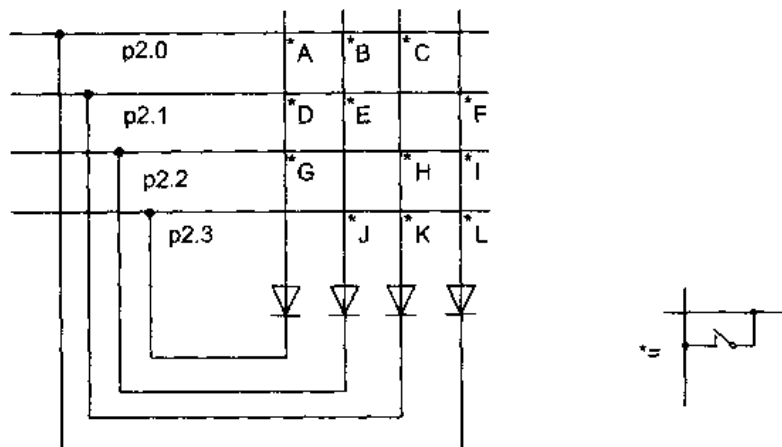 p2.0 *A *B *C
p2.1 *D *E *F
p2.2 *G *H *I
p2.3 *J *K *L
*=